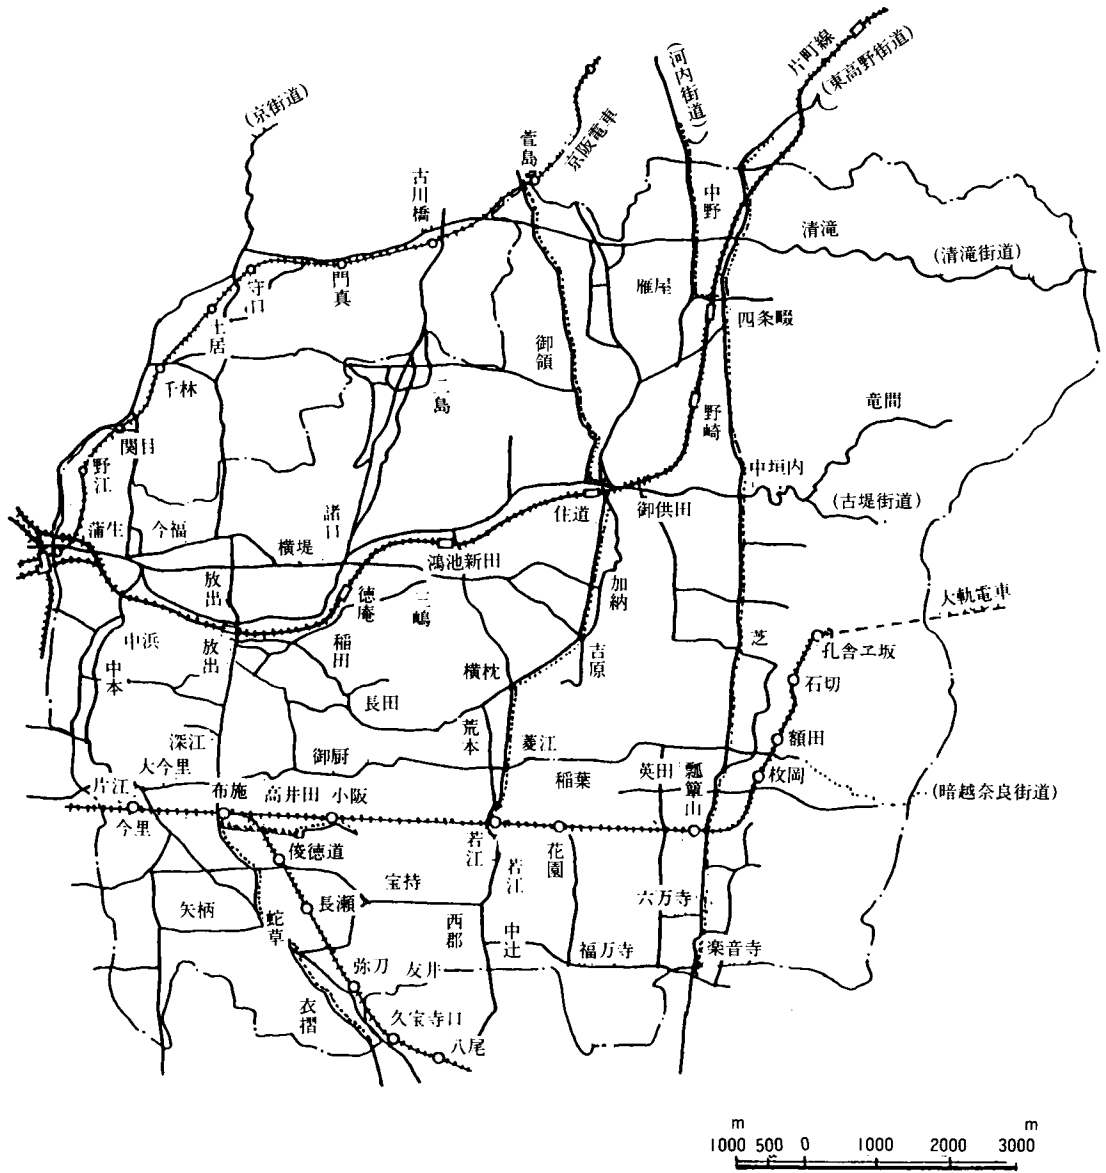 片町線
(東高野街道)
(河内街道)
(京街道)
京阪電車
萱島
古川橋
中野
清滝
(清滝街道)
門真
守口
雁屋
四条畷
土居
御領
千林
二島
竜間
野崎
関目
野江
中垣内
(古堤街道)
住道
御供田
諸口
蒲生
今福
横堤
鴻池新田
放出
徳庵
三嶋
加納
大軌電車
放出
中浜
稲田
芝
孔舎ヱ坂
古原
横枕
中本
石切
長田
荒本
菱江
額田
深江
御厨
大今里
稲葉
英田
瓢簞山
枚岡
(暗越奈良街道)
片江
布施
高井田
小阪
今里
若江
花園
俊徳道
若江
宝持
六万寺
矢柄
長瀬
蛇草
西郡
中辻
福万寺
楽音寺
弥刀
友井
衣摺
久宝寺口
八尾
m
m
1000 500 0 1000 2000 3000